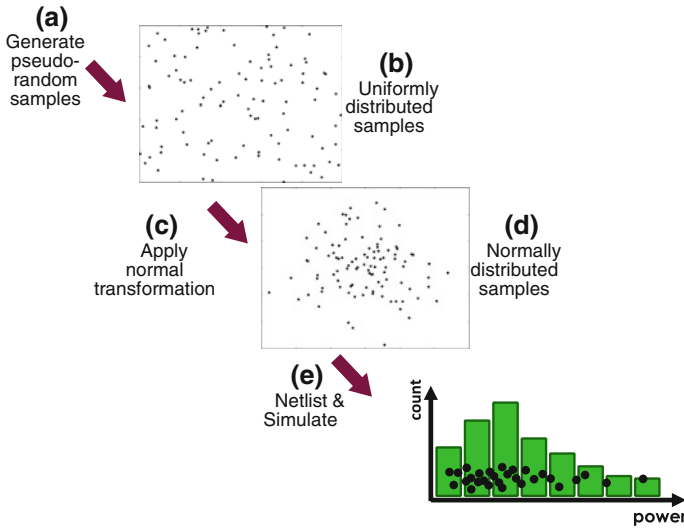 (a)
Generate
pseudo-
random
samples
(b)
Uniformly
distributed
samples
(c)
Apply
normal
transformation
(d)
Normally
distributed
samples
(e)
Netlist &
Simulate
count
power